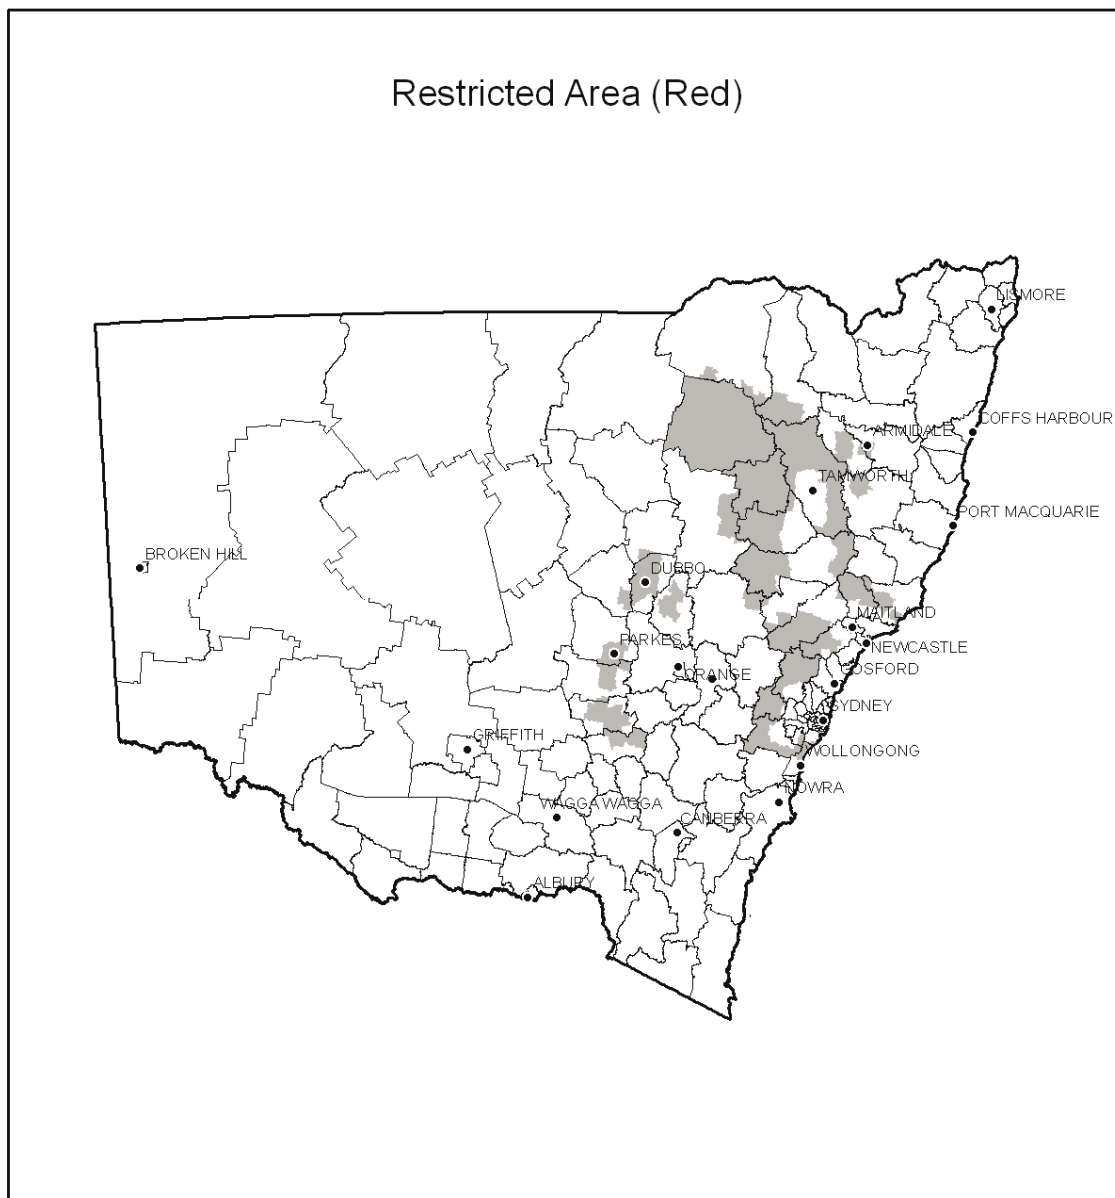 Restricted Area (Red)
LISMORE
COFFS HARBOUR
ARMIDALE
TAMWORTH
PORT MACQUARIE
BROKEN HILL
DUBBO
MAITLAND
PARKES
NEWCASTLE
GOSFORD
ORANGE
SYDNEY
GRIFFITH
WOLLONGONG
NOWRA
WAGGA WAGGA
CANBERRA
ALBURY